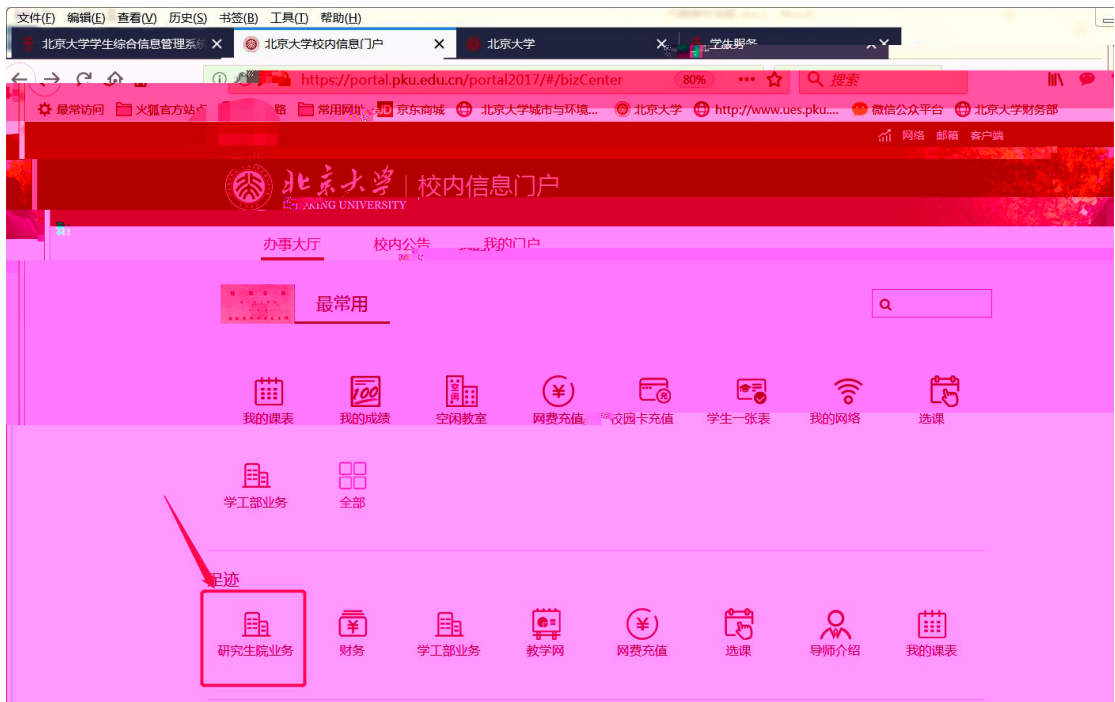 文件(F) 编辑(E) 查看(V) 历史(S) 书签(B) 工具(T) 帮助(H)
北京大学学生综合信息管理系统 北京大学校内信息门户 北京大学
https://portal.pku.edu.cn/portal2017/#/bizCenter 80% 搜索
最常访问 火狐官方站点 常用网址 京东商城 北京大学城市与环境... 北京大学 http://www.ues.pku.... 微信公众平台 北京大学财务部
网络 邮箱 客户端
北京大学 校内信息门户
PEKING UNIVERSITY
办事大厅 校内公告 我的门户
最常用
我的课表 我的成绩 空闲教室 网费充值 校园卡充值 学生一张表 我的网络 选课
学工部业务 全部
足迹
研究生院业务 财务 学工部业务 教学网 网费充值 选课 导师介绍 我的课表